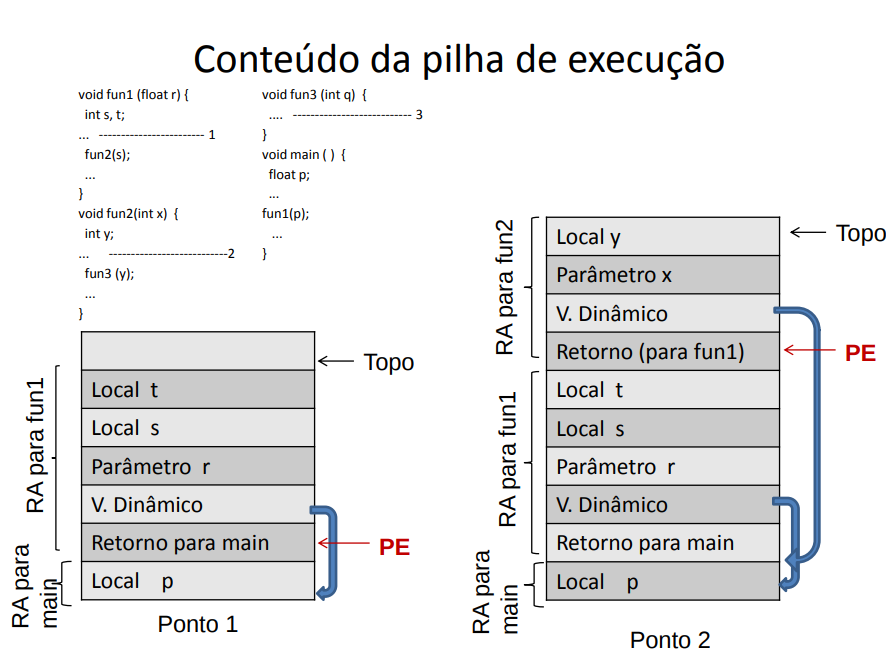 Conteúdo da pilha de execução
void fun1 (float r) {
int s, t;
... ------------------------ 1
fun2(s);
...
}
void fun2(int x) {
int y;
... ---------------------------2
fun3 (y);
...
}
void fun3 (int q) {
.... --------------------------- 3
}
void main ( ) {
float p;
...
fun1(p);
...
}
Topo
RA para fun1
Local t
Local s
Parâmetro r
V. Dinâmico
Retorno para main
PE
RA para main
Local p
Ponto 1
RA para fun2
Local y
Topo
Parâmetro x
V. Dinâmico
Retorno (para fun1)
PE
RA para fun1
Local t
Local s
Parâmetro r
V. Dinâmico
Retorno para main
RA para main
Local p
Ponto 2